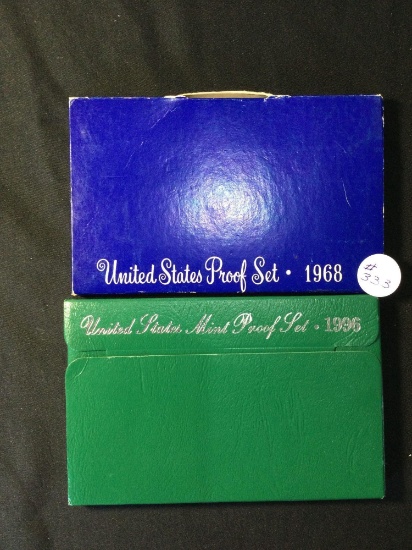 United States Proof Set • 1968
#
333
United States Mint Proof Set • 1996